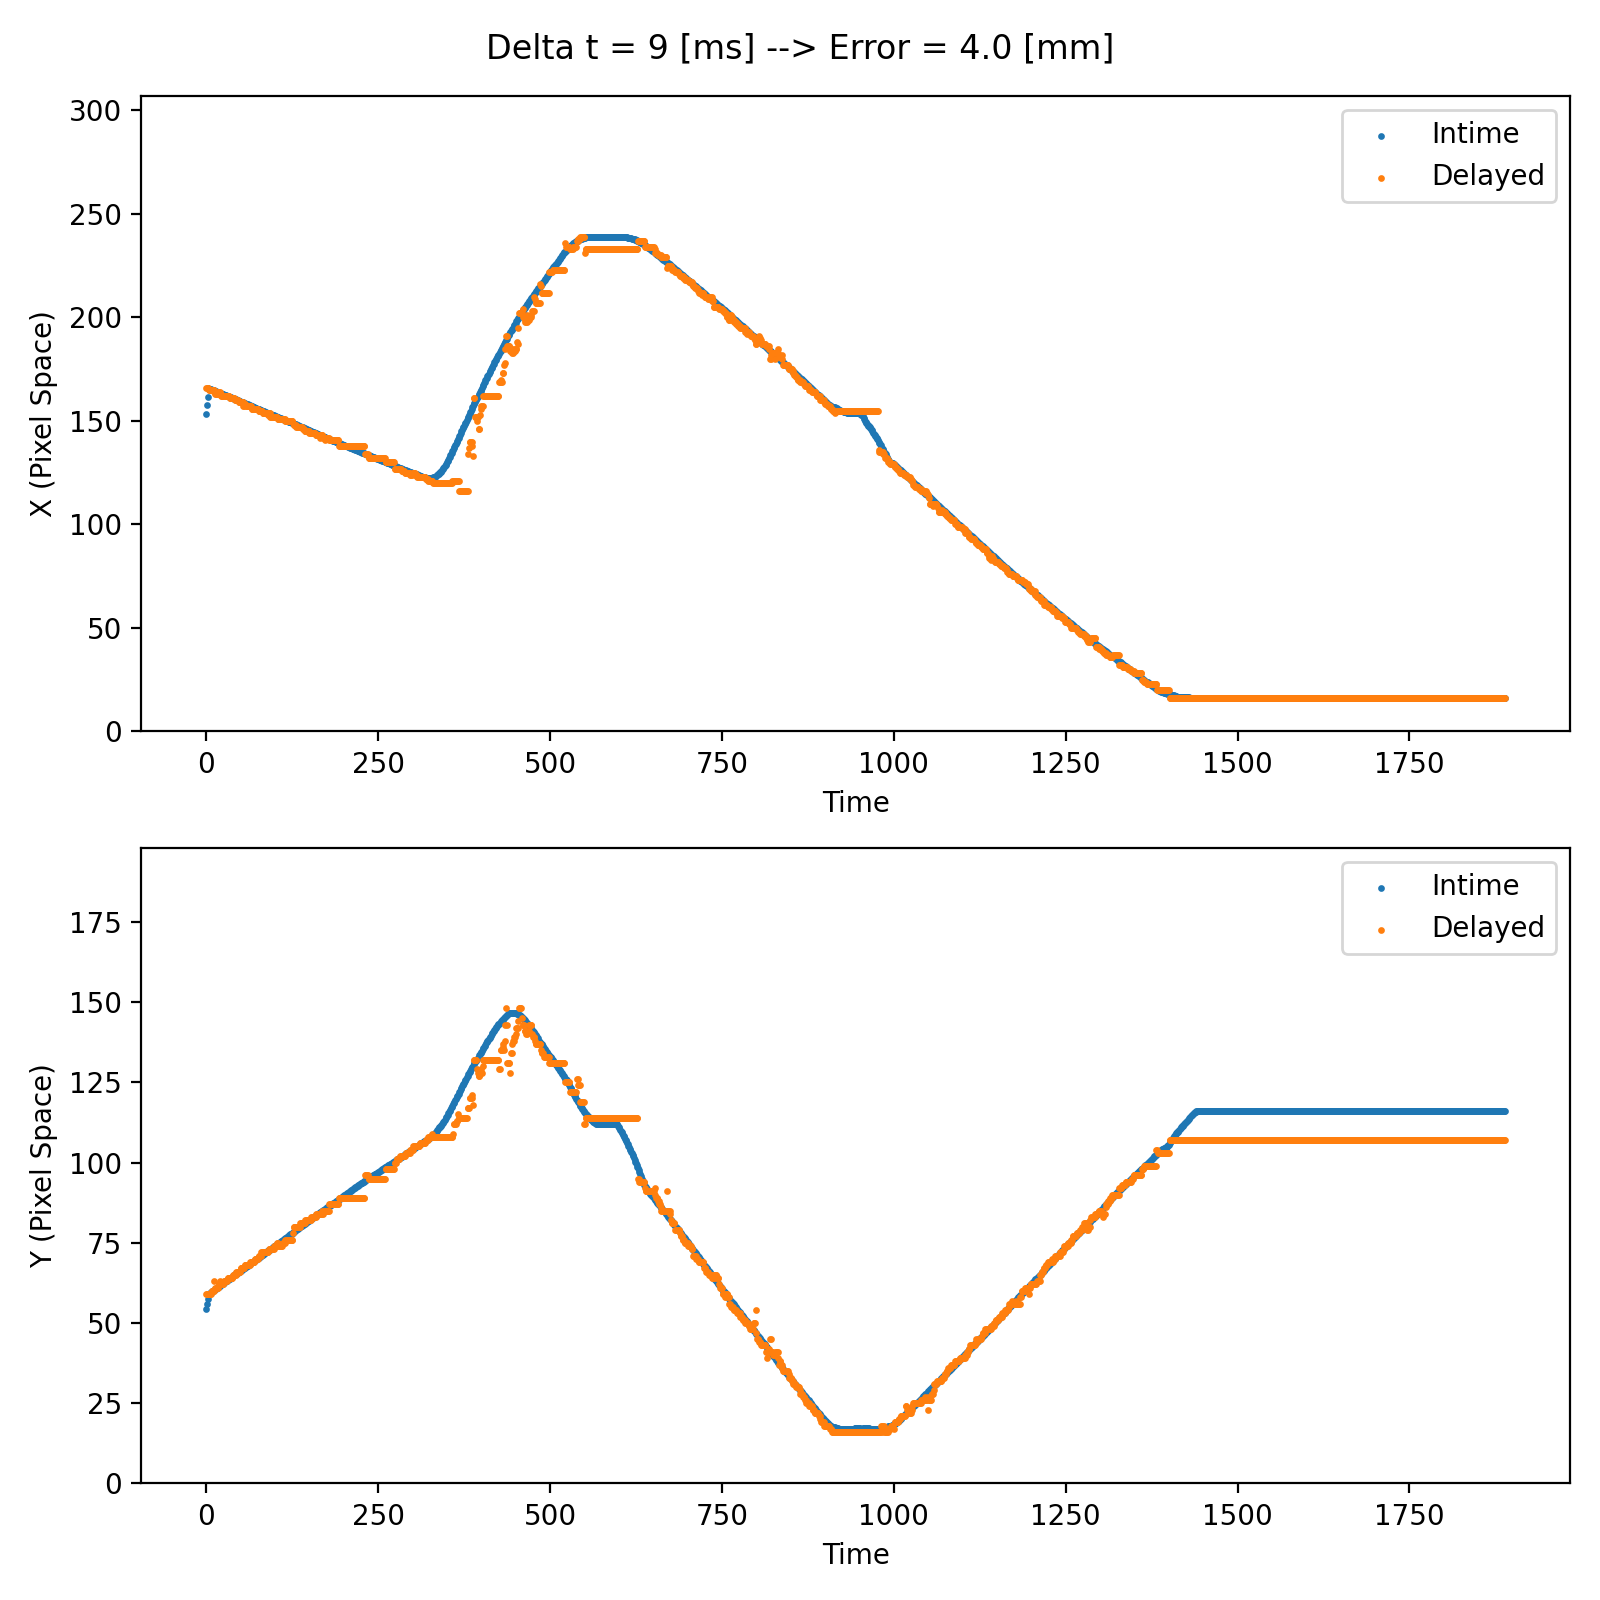 Delta t = 9 [ms] --> Error = 4.0 [mm]
300
250
200
150
100
50
0
X (Pixel Space)
Intime
Delayed
0 250 500 750 1000 1250 1500 1750
Time
175
150
125
100
75
50
25
0
Y (Pixel Space)
Intime
Delayed
0 250 500 750 1000 1250 1500 1750
Time